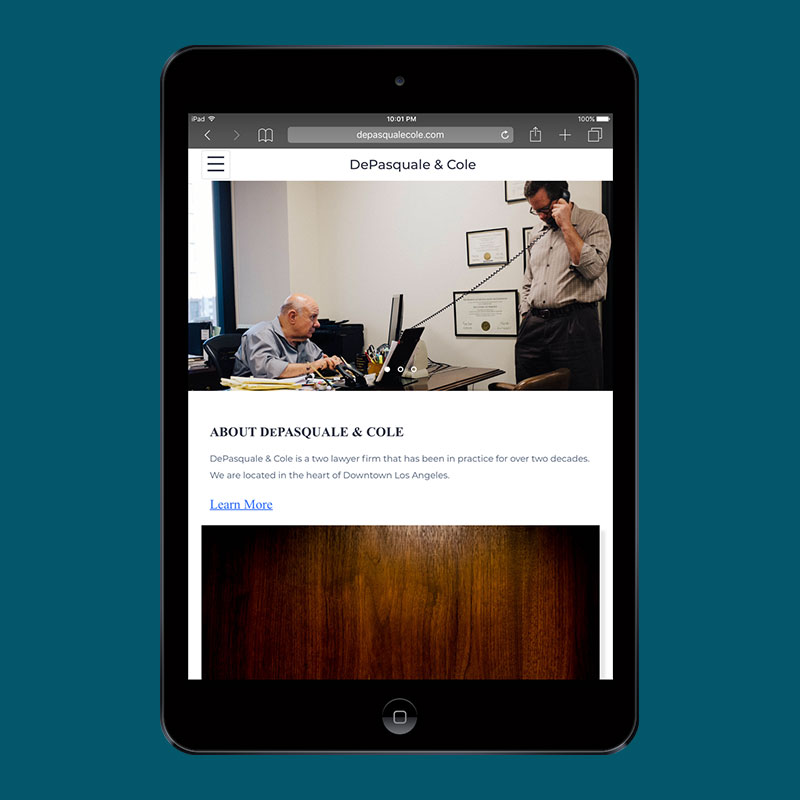 iPad
10:01 PM
100%
depasqualecole.com
DePasquale & Cole
ABOUT DEPASQUALE & COLE
DePasquale & Cole is a two lawyer firm that has been in practice for over two decades.
We are located in the heart of Downtown Los Angeles.
Learn More